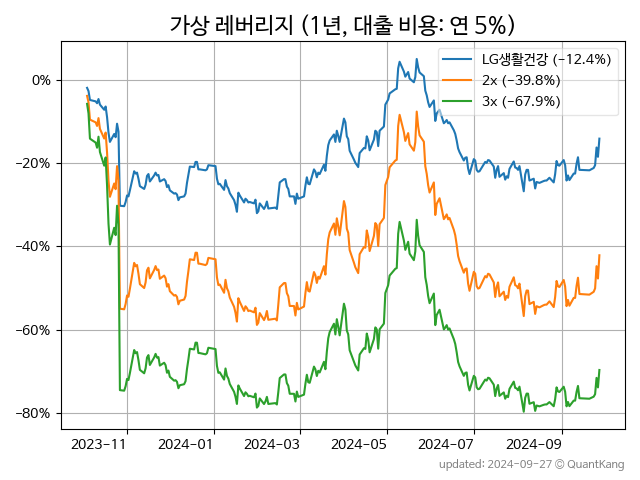 가상 레버리지 (1년, 대출 비용: 연 5%)
LG생활건강 (−12.4%)
2x (−39.8%)
3x (−67.9%)
0%
−20%
−40%
−60%
−80%
2023-11 2024-01 2024-03 2024-05 2024-07 2024-09
updated: 2024-09-27 © QuantKang